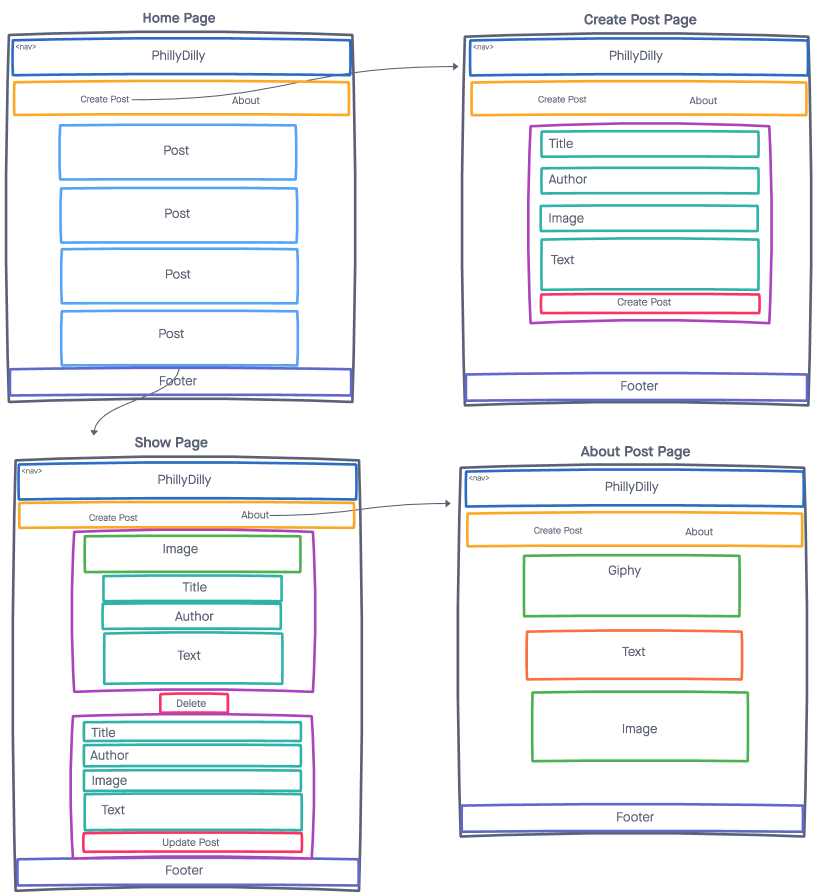 Home Page
<nav>
PhillyDilly
Create Post
About
Post
Post
Post
Post
Footer
Create Post Page
<nav>
PhillyDilly
Create Post
About
Title
Author
Image
Text
Create Post
Footer
Show Page
<nav>
PhillyDilly
Create Post
About
Image
Title
Author
Text
Delete
Title
Author
Image
Text
Update Post
Footer
About Post Page
<nav>
PhillyDilly
Create Post
About
Giphy
Text
Image
Footer